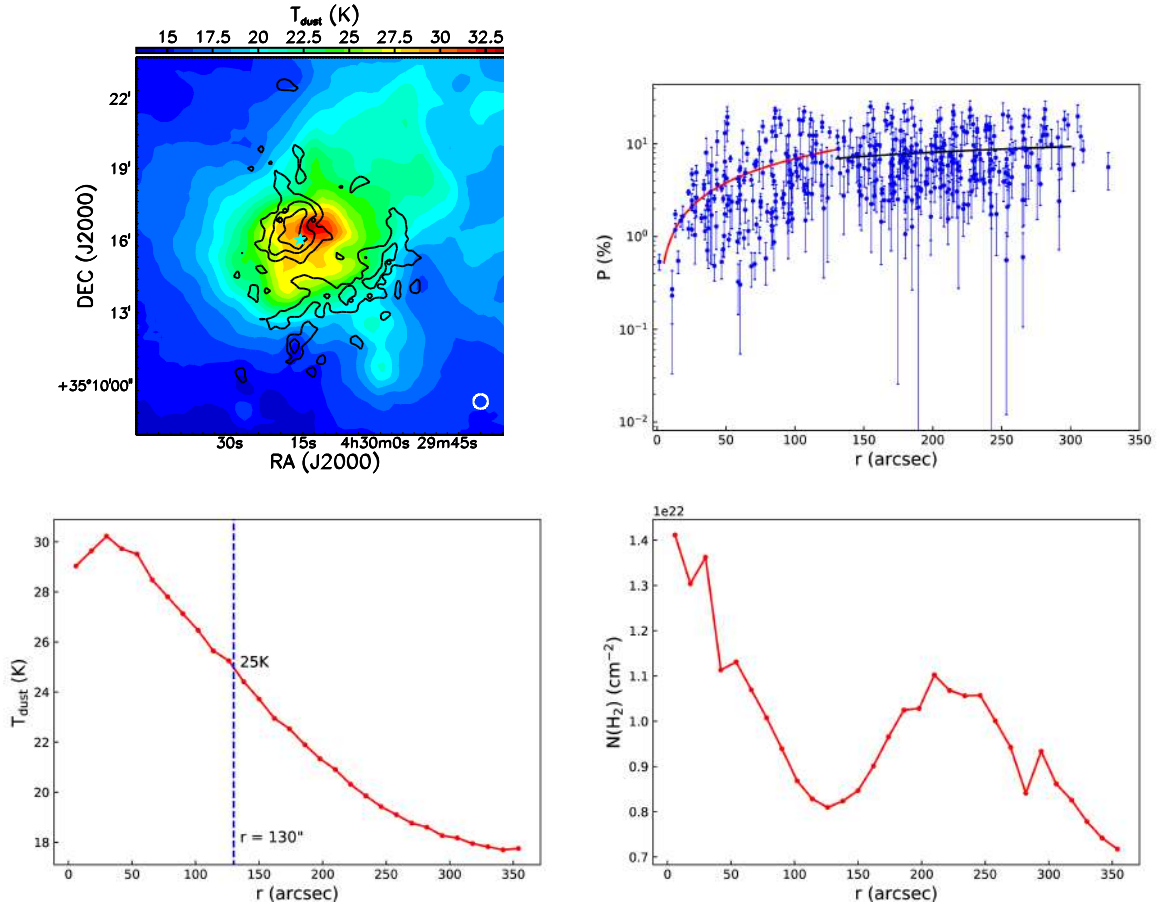 T_dust (K)
15 17.5 20 22.5 25 27.5 30 32.5
DEC (J2000)
22'
19'
16'
13'
+35°10'00"
30s 15s 4h30m0s 29m45s
RA (J2000)
P (%)
10^1
10^0
10^-1
10^-2
0 50 100 150 200 250 300 350
r (arcsec)
T_dust (K)
30
28
26
24
22
20
18
25K
r = 130"
0 50 100 150 200 250 300 350
r (arcsec)
1e22
N(H_2) (cm^-2)
1.4
1.3
1.2
1.1
1.0
0.9
0.8
0.7
0 50 100 150 200 250 300 350
r (arcsec)